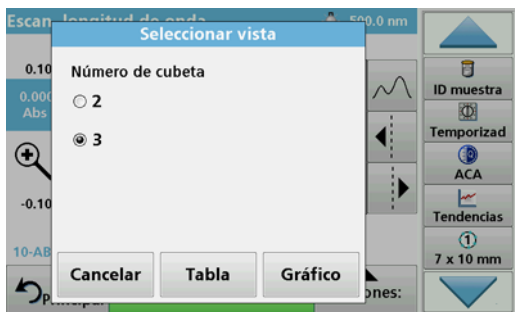 Escan. longitud de onda
500.0 nm
Seleccionar vista
Número de cubeta
2
3
Cancelar
Tabla
Gráfico
0.10
0.000
Abs
-0.10
10-AB
ones:
ID muestra
Temporizad
ACA
Tendencias
1
7 x 10 mm